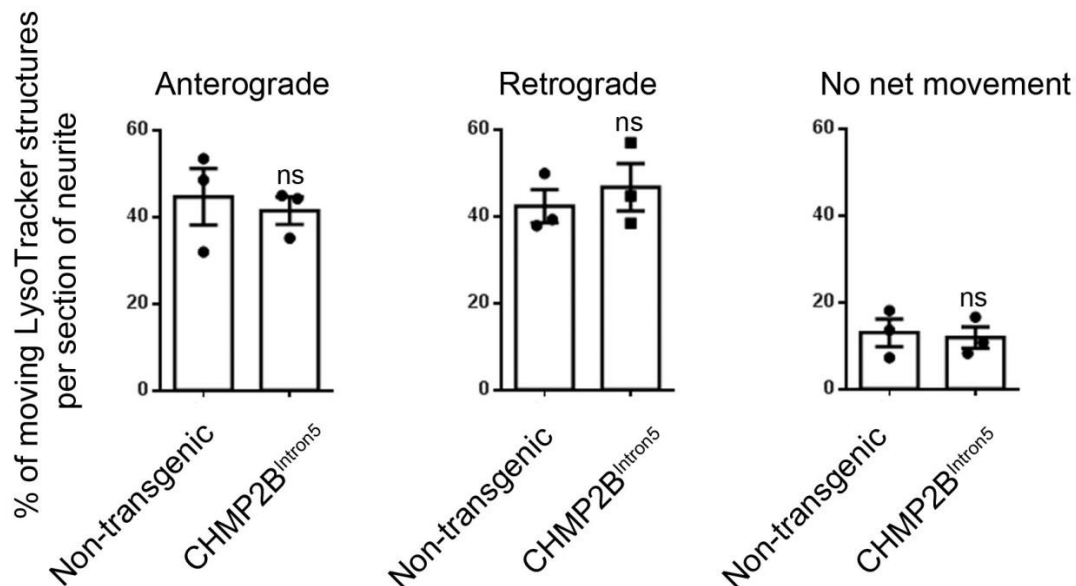 % of moving LysoTracker structures
per section of neurite
Anterograde
60
40
20
0
ns
Non-transgenic
CHMP2BIntron5
Retrograde
60
40
20
0
ns
Non-transgenic
CHMP2BIntron5
No net movement
60
40
20
0
ns
Non-transgenic
CHMP2BIntron5